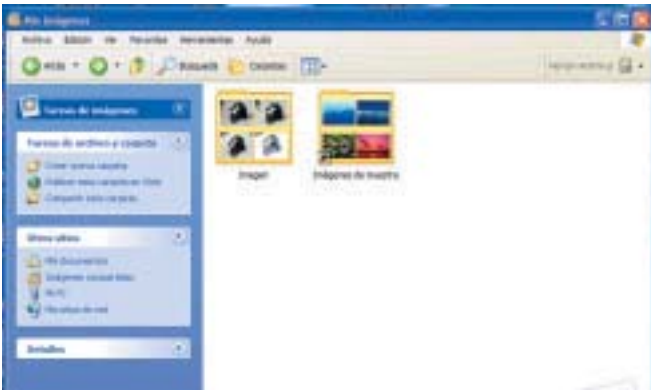 Mis imágenes
Archivo Edición Ver Favoritos Herramientas Ayuda
Atrás Búsqueda Carpetas
Tareas de imágenes
Tareas de archivo y carpeta
Crear nueva carpeta
Publicar esta carpeta en Web
Compartir esta carpeta
Otros sitios
Mis documentos
Imágenes compartidas
Mi PC
Mis sitios de red
Detalles
Imagen
Imágenes de muestra